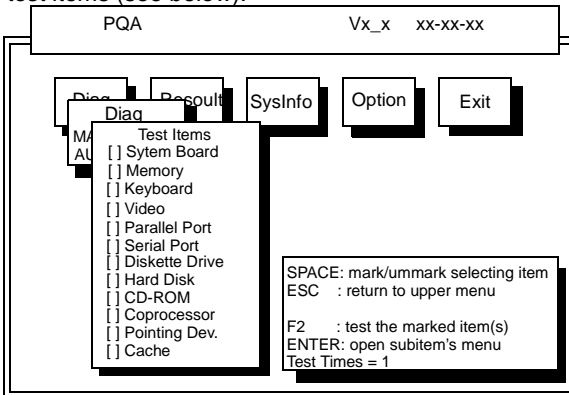 test items (see below).
PQA Vx_x xx-xx-xx
Diag Resoult SysInfo Option Exit
Diag
MA
AU
Test Items
[ ] Sytem Board
[ ] Memory
[ ] Keyboard
[ ] Video
[ ] Parallel Port
[ ] Serial Port
[ ] Diskette Drive
[ ] Hard Disk
[ ] CD-ROM
[ ] Coprocessor
[ ] Pointing Dev.
[ ] Cache
SPACE: mark/ummark selecting item
ESC : return to upper menu
F2 : test the marked item(s)
ENTER: open subitem's menu
Test Times = 1